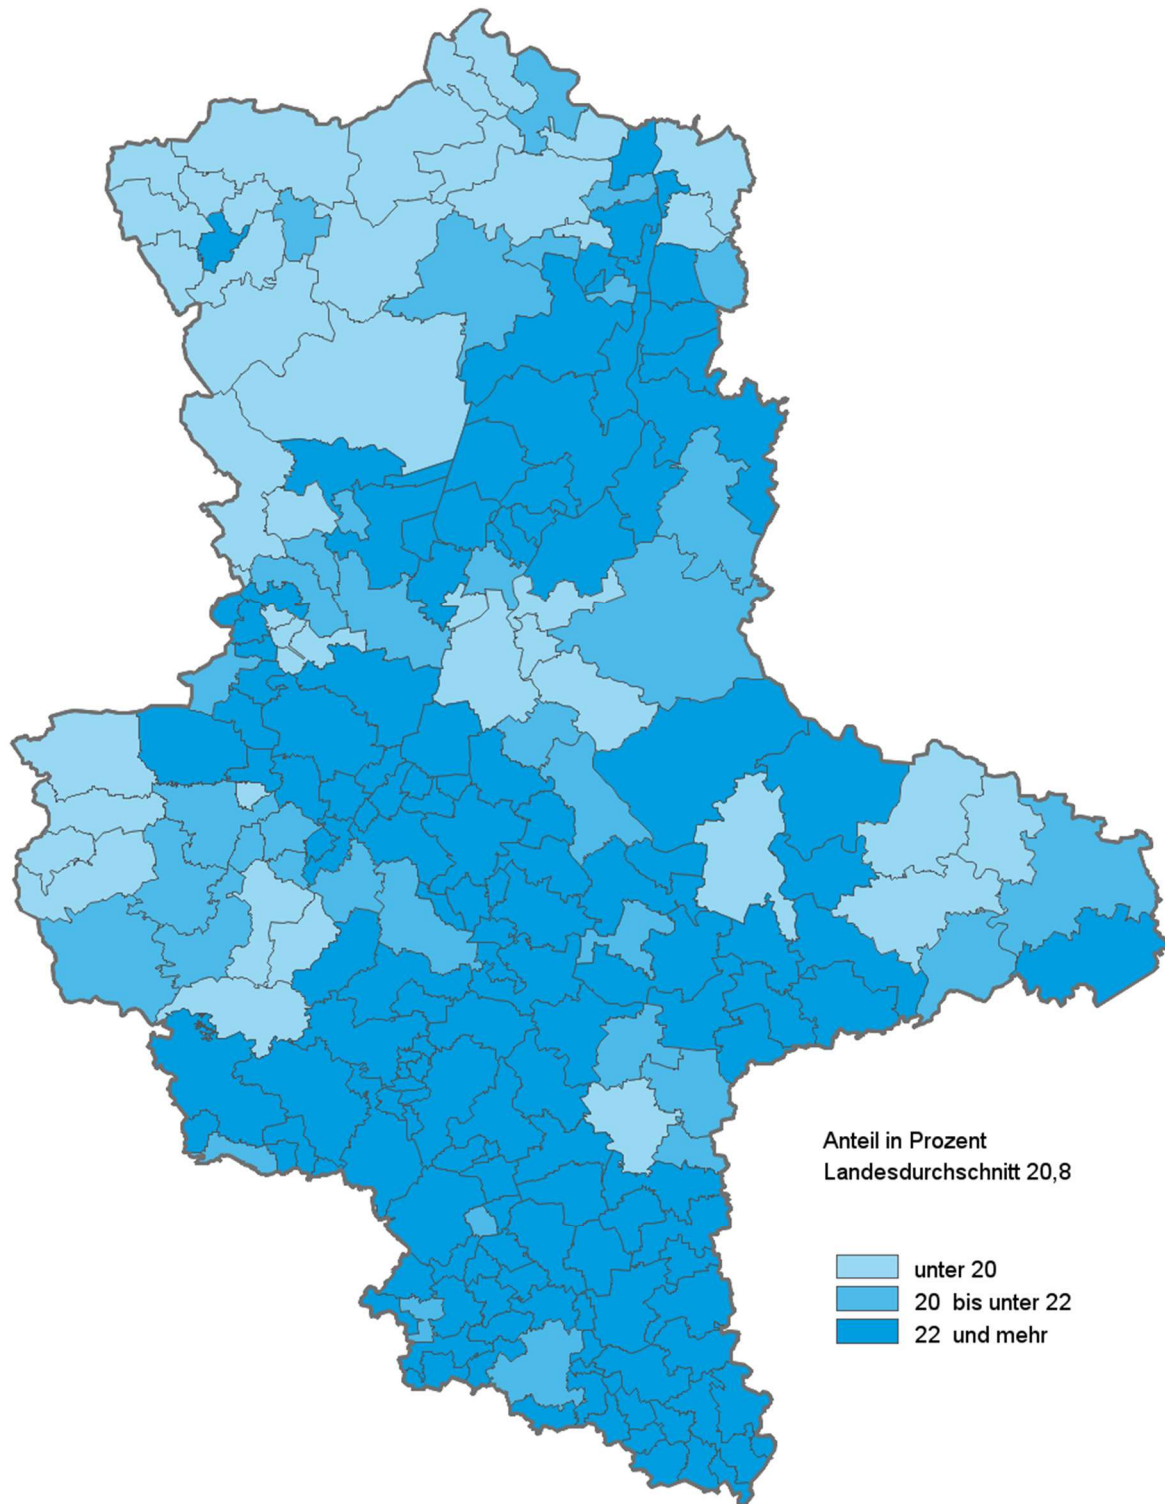 Anteil in Prozent
Landesdurchschnitt 20,8
unter 20
20 bis unter 22
22 und mehr